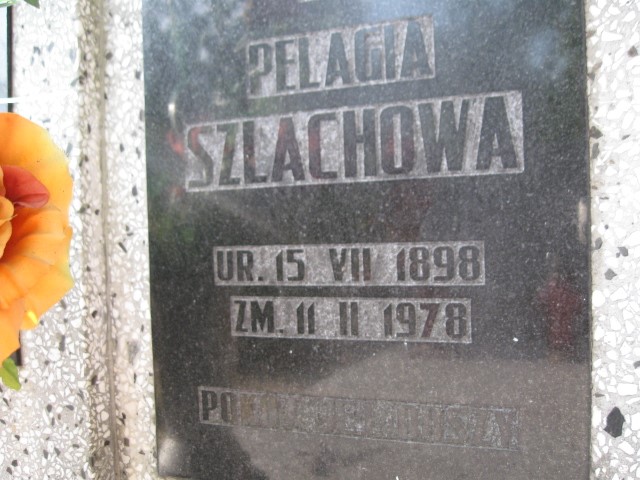 PELAGIA
SZLACHOWA
UR. 15 VII 1898
ZM. 11 II 1978